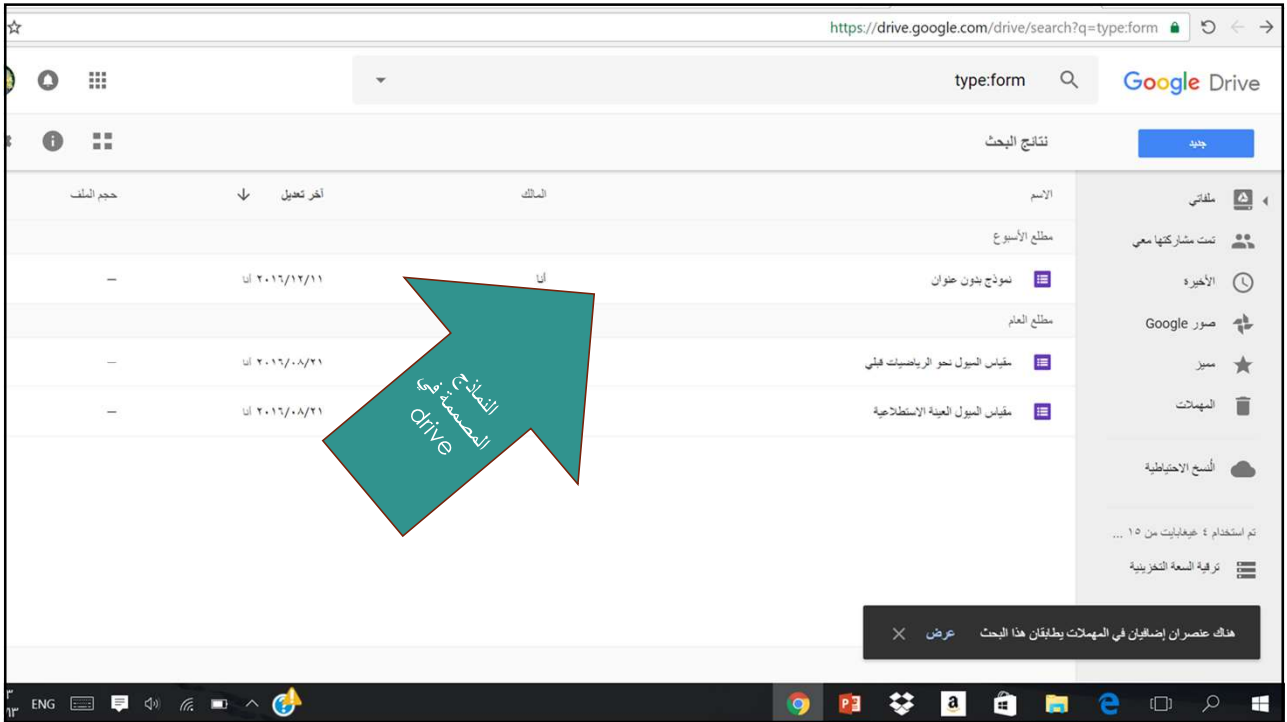 https://drive.google.com/drive/search?q=type:form
Google Drive
type:form
جديد
نتائج البحث
ملفاتي
تمت مشاركتها معي
الأخيرة
صور Google
مميز
المهملات
النُسخ الاحتياطية
تم استخدام ٤ غيغابايت من ١٥ ...
ترقية السعة التخزينية
الاسم المالك آخر تعديل حجم الملف
مطلع الأسبوع
نموذج بدون عنوان أنا ٢٠١٦/١٢/١١ أنا —
مطلع العام
مقياس الميول نحو الرياضيات قبلي ٢٠١٦/٠٨/٢١ أنا —
مقياس الميول العينة الاستطلاعية ٢٠١٦/٠٨/٢١ أنا —
النماذج
المصممة في
drive
هناك عنصران إضافيان في المهملات يطابقان هذا البحث عرض
ENG